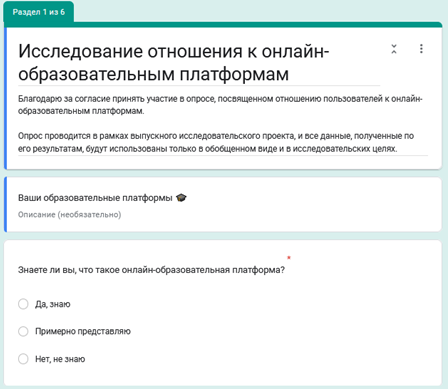 Раздел 1 из 6
Исследование отношения к онлайн-
образовательным платформам
Благодарю за согласие принять участие в опросе, посвященном отношению пользователей к онлайн-
образовательным платформам.
Опрос проводится в рамках выпускного исследовательского проекта, и все данные, полученные по
его результатам, будут использованы только в обобщенном виде и в исследовательских целях.
Ваши образовательные платформы 🎓
Описание (необязательно)
Знаете ли вы, что такое онлайн-образовательная платформа? *
Да, знаю
Примерно представляю
Нет, не знаю